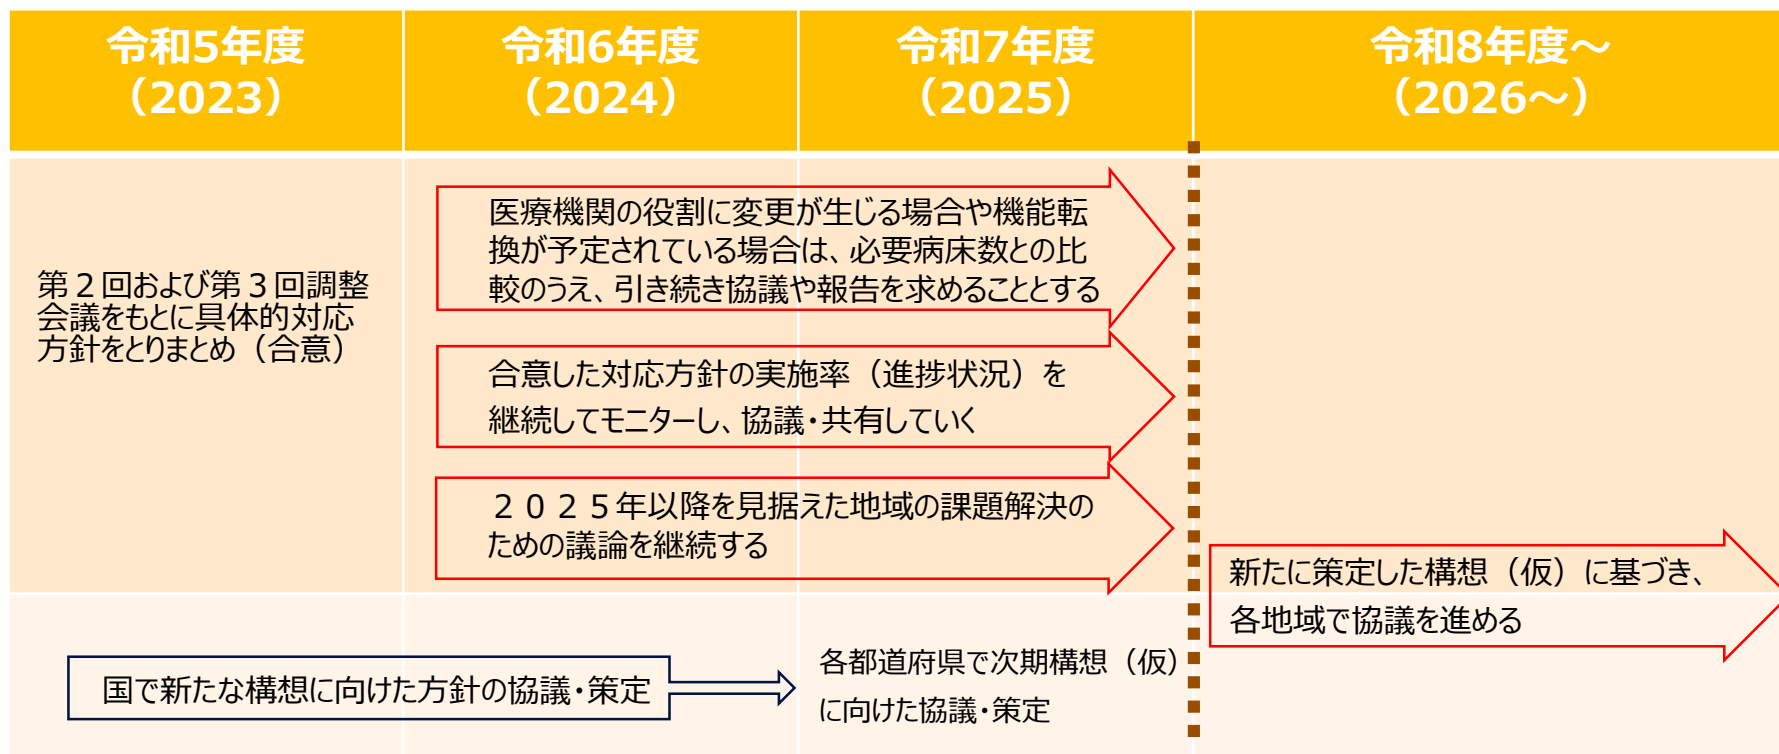 令和5年度
（2023）
令和6年度
（2024）
令和7年度
（2025）
令和8年度～
（2026～）
第２回および第３回調整
会議をもとに具体的対応
方針をとりまとめ（合意）
医療機関の役割に変更が生じる場合や機能転
換が予定されている場合は、必要病床数との比
較のうえ、引き続き協議や報告を求めることとする
合意した対応方針の実施率（進捗状況）を
継続してモニターし、協議・共有していく
２０２５年以降を見据えた地域の課題解決の
ための議論を継続する
新たに策定した構想（仮）に基づき、
各地域で協議を進める
国で新たな構想に向けた方針の協議・策定
各都道府県で次期構想（仮）
に向けた協議・策定